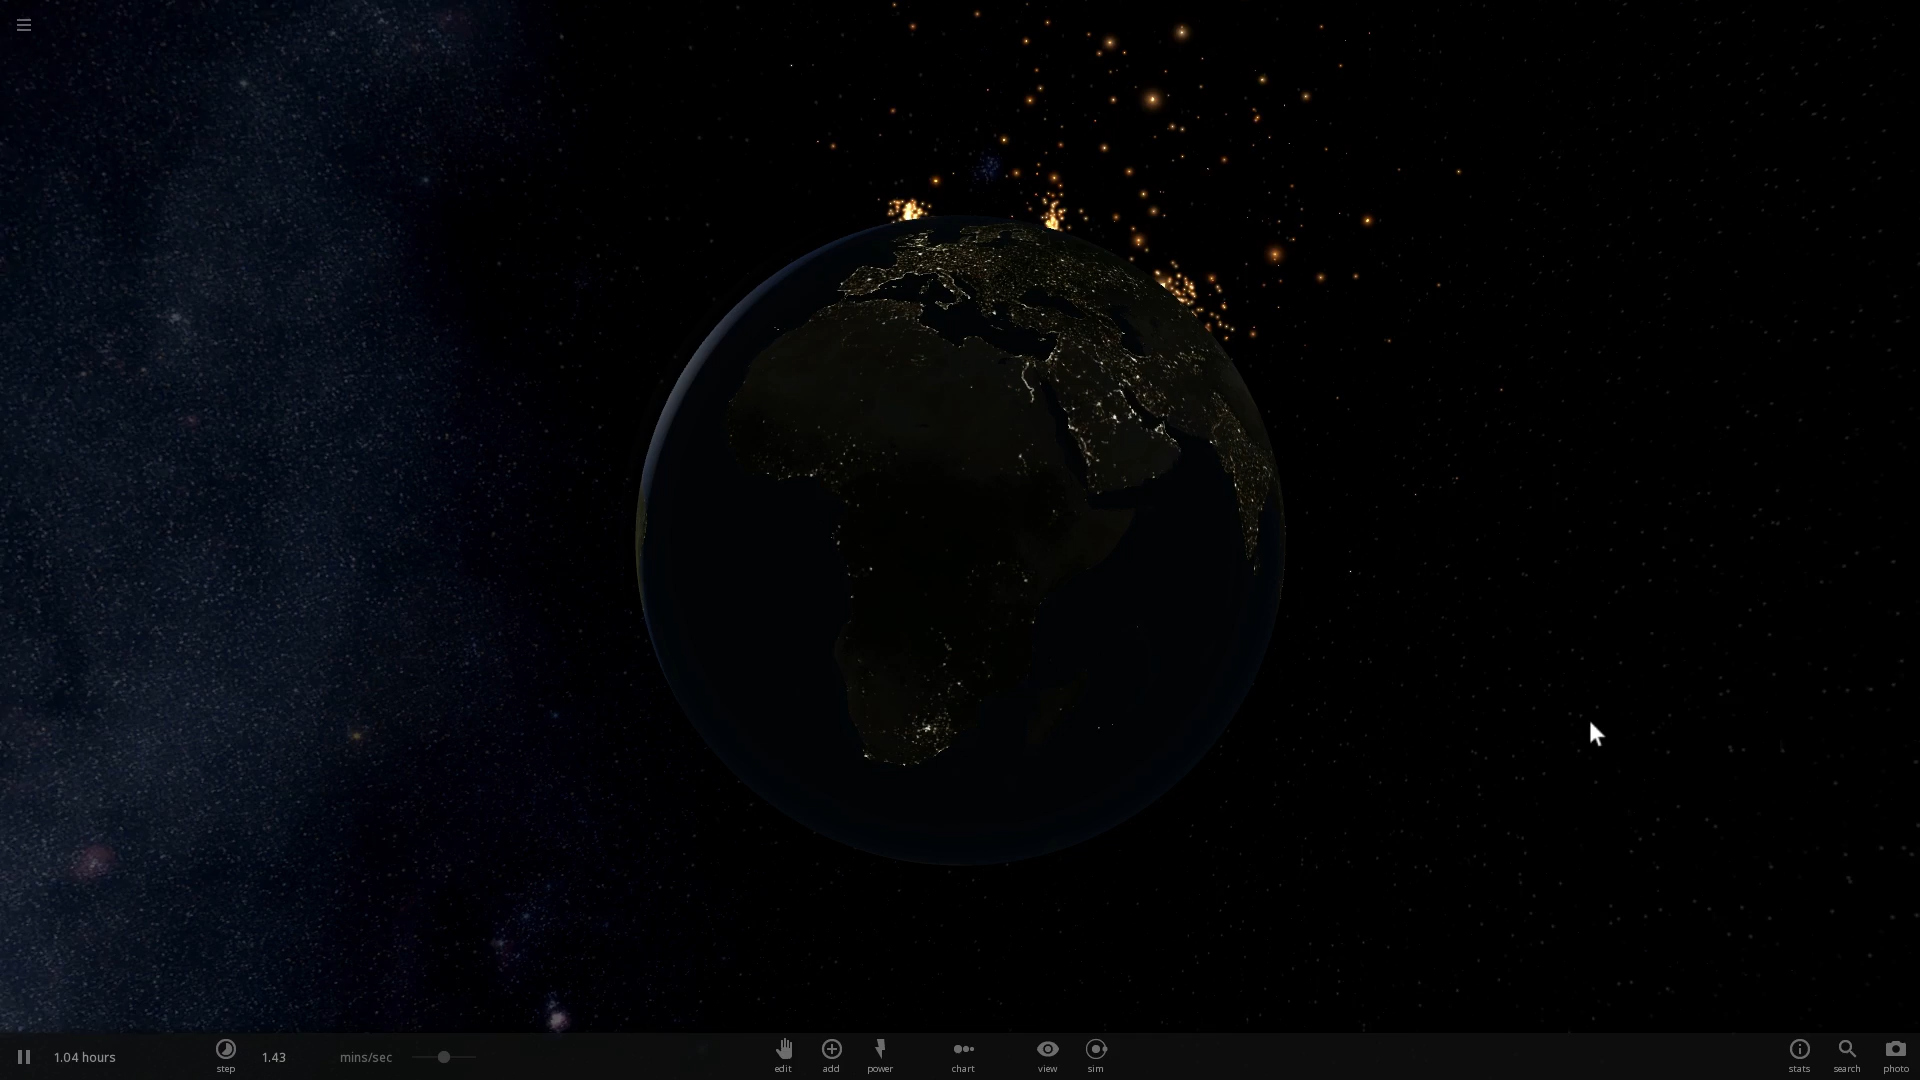 1.04 hours
step
1.43
mins/sec
edit
add
power
chart
view
sim
stats
search
photo